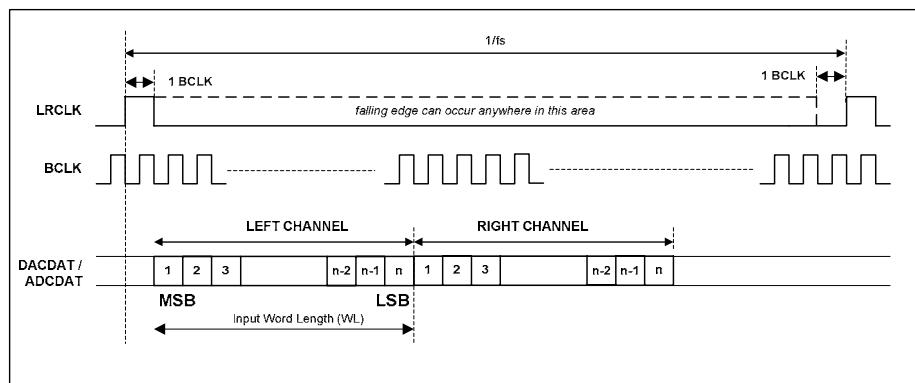 1/fs
1 BCLK
1 BCLK
LRCLK
falling edge can occur anywhere in this area
BCLK
LEFT CHANNEL
RIGHT CHANNEL
DACDAT /
ADCDAT
1 2 3 n-2 n-1 n 1 2 3 n-2 n-1 n
MSB
LSB
Input Word Length (WL)